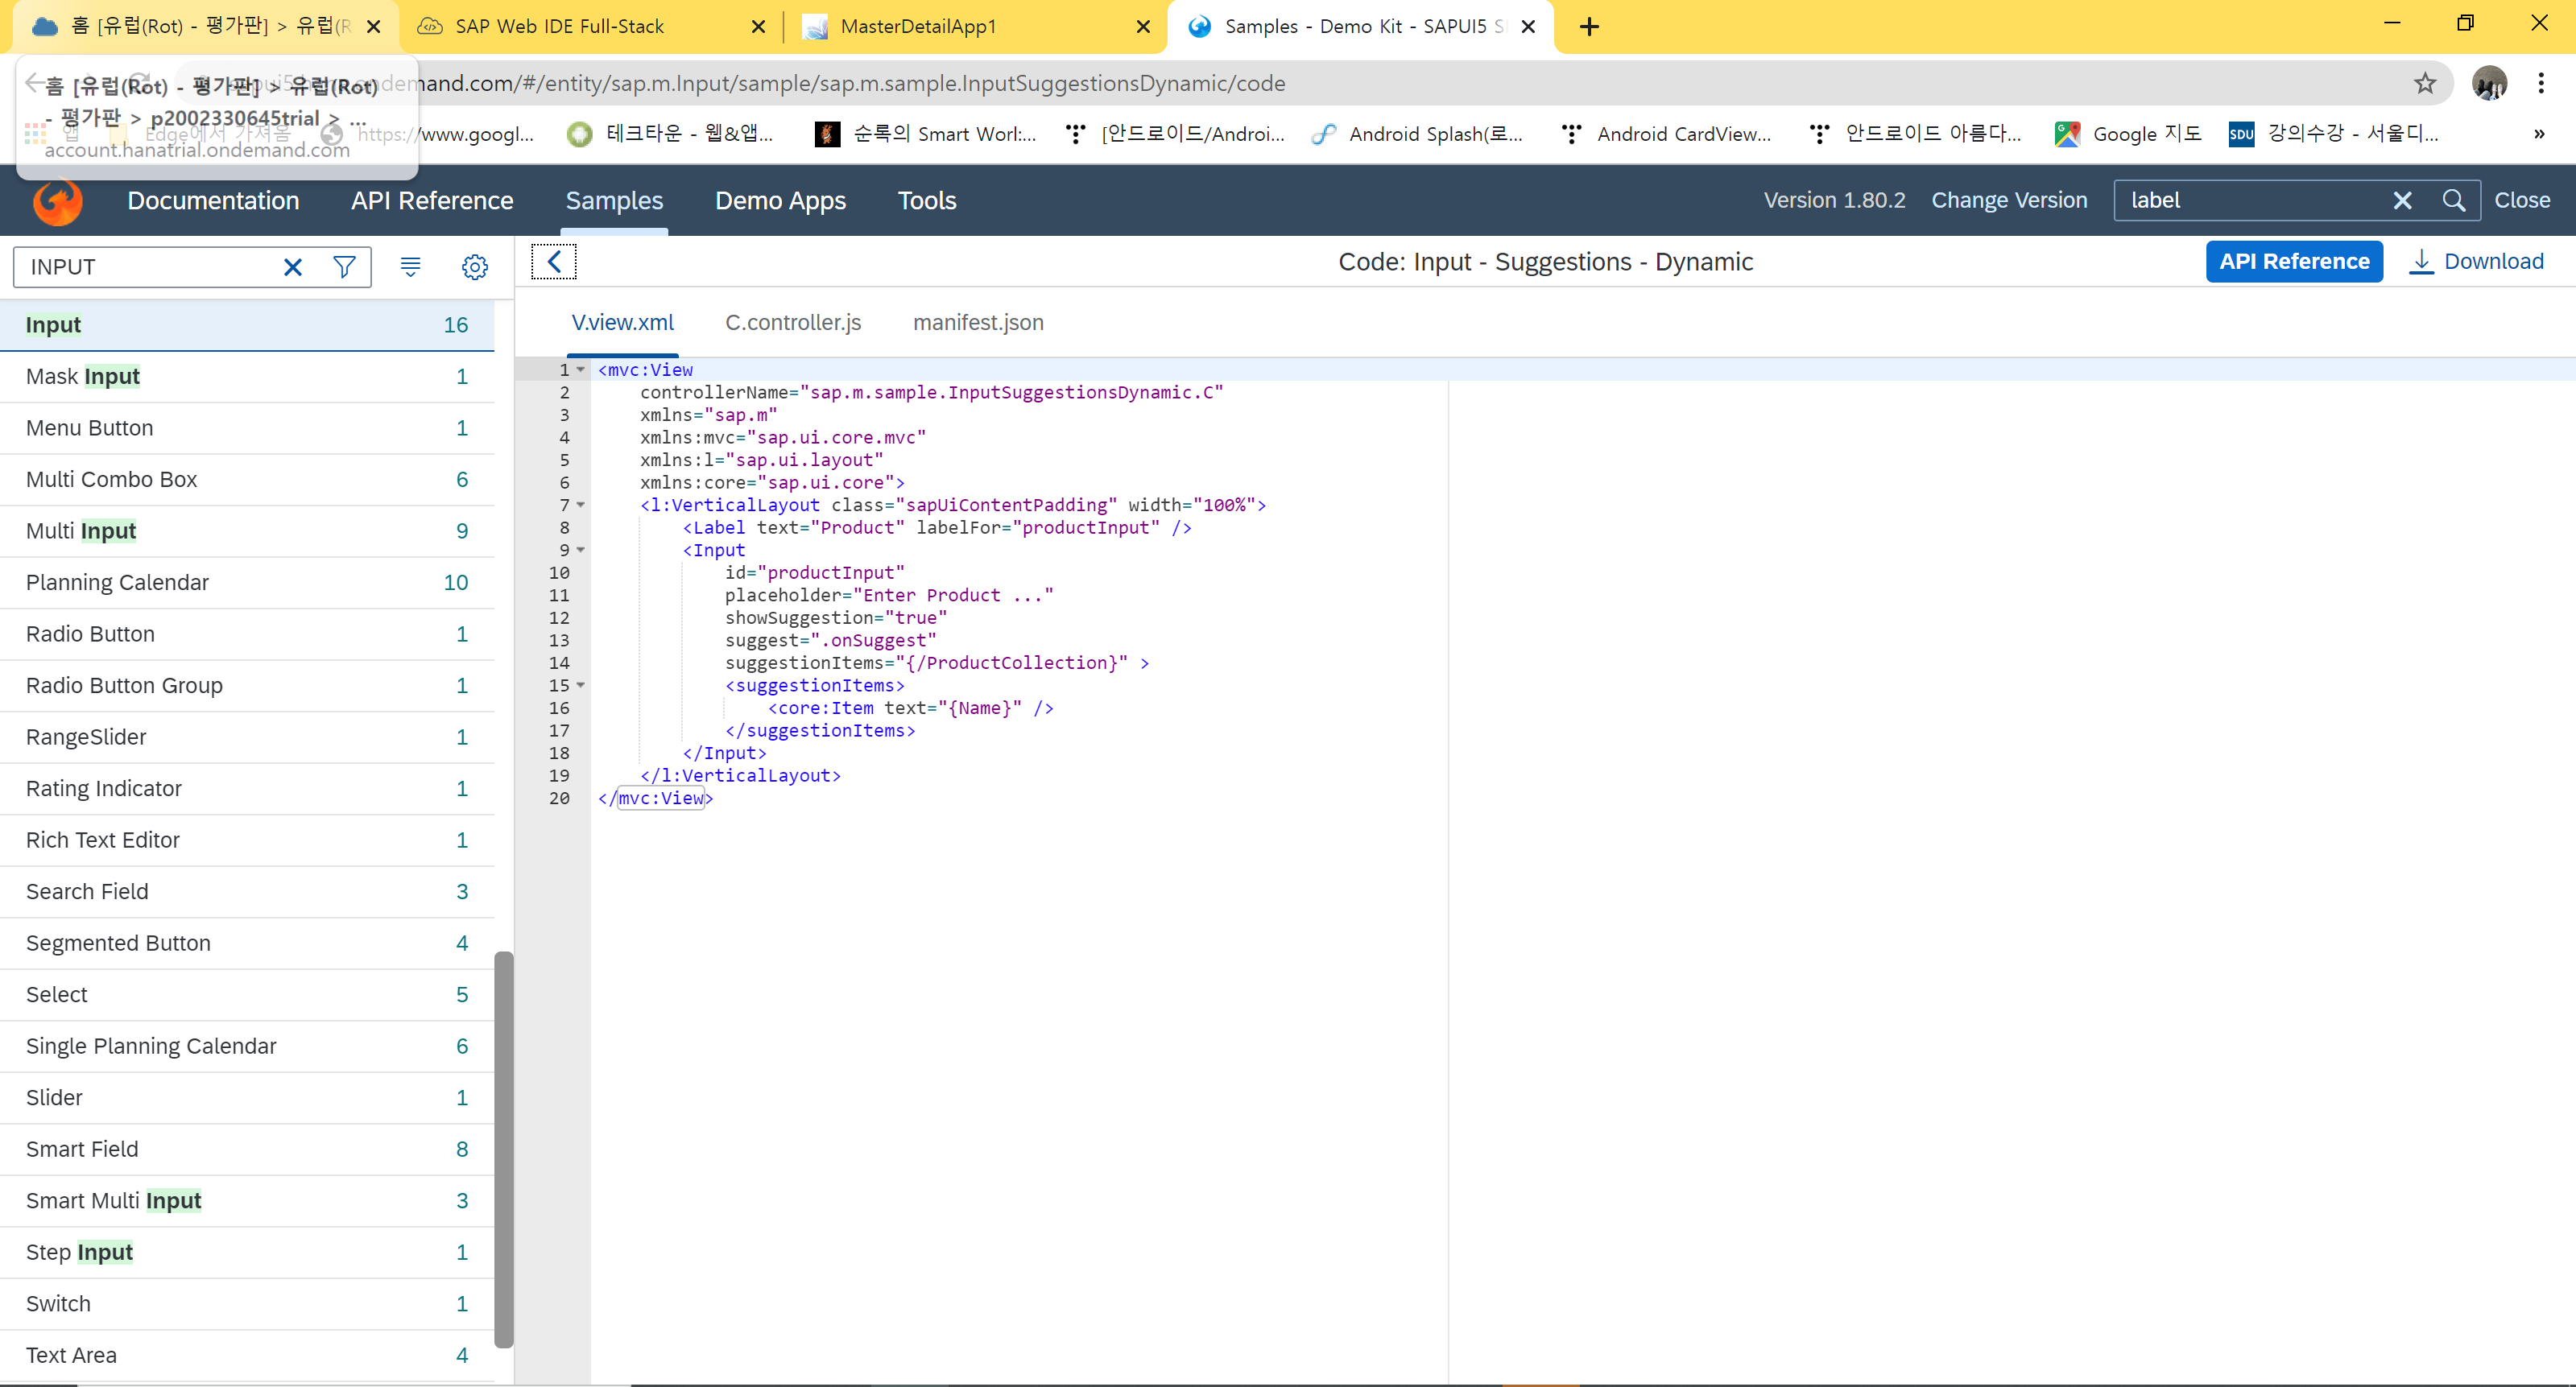 홈 [유럽(Rot) - 평가판] > 유럽(R
SAP Web IDE Full-Stack
MasterDetailApp1
Samples - Demo Kit - SAPUI5 S
홈 [유럽(Rot) - 평가판] > 유럽(Rot)
- 평가판 > p2002330645trial > ...
account.hanatrial.ondemand.com
ondemand.com/#/entity/sap.m.Input/sample/sap.m.sample.InputSuggestionsDynamic/code
앱
Edge에서 가져옴
https://www.googl...
테크타운 - 웹&앱...
순록의 Smart Worl:...
[안드로이드/Androi...
Android Splash(로...
Android CardView...
안드로이드 아름다...
Google 지도
SDU
강의수강 - 서울디...
»
Documentation
API Reference
Samples
Demo Apps
Tools
Version 1.80.2
Change Version
label
Close
INPUT
Code: Input - Suggestions - Dynamic
API Reference
Download
Input 16
Mask Input 1
Menu Button 1
Multi Combo Box 6
Multi Input 9
Planning Calendar 10
Radio Button 1
Radio Button Group 1
RangeSlider 1
Rating Indicator 1
Rich Text Editor 1
Search Field 3
Segmented Button 4
Select 5
Single Planning Calendar 6
Slider 1
Smart Field 8
Smart Multi Input 3
Step Input 1
Switch 1
Text Area 4
V.view.xml
C.controller.js
manifest.json
1 <mvc:View
2 controllerName="sap.m.sample.InputSuggestionsDynamic.C"
3 xmlns="sap.m"
4 xmlns:mvc="sap.ui.core.mvc"
5 xmlns:l="sap.ui.layout"
6 xmlns:core="sap.ui.core">
7 <l:VerticalLayout class="sapUiContentPadding" width="100%">
8 <Label text="Product" labelFor="productInput" />
9 <Input
10 id="productInput"
11 placeholder="Enter Product ..."
12 showSuggestion="true"
13 suggest=".onSuggest"
14 suggestionItems="{/ProductCollection}" >
15 <suggestionItems>
16 <core:Item text="{Name}" />
17 </suggestionItems>
18 </Input>
19 </l:VerticalLayout>
20 </mvc:View>